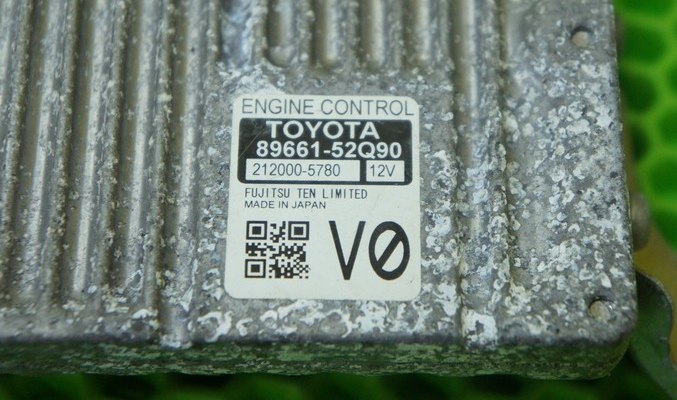 ENGINE CONTROL
TOYOTA
89661-52Q90
212000-5780 12V
FUJITSU TEN LIMITED
MADE IN JAPAN
V0